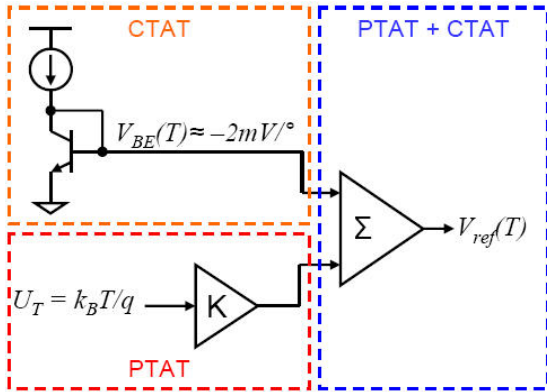 CTAT
PTAT + CTAT
V_BE(T)≈ −2mV/°
Σ
V_ref(T)
U_T = k_BT/q
K
PTAT